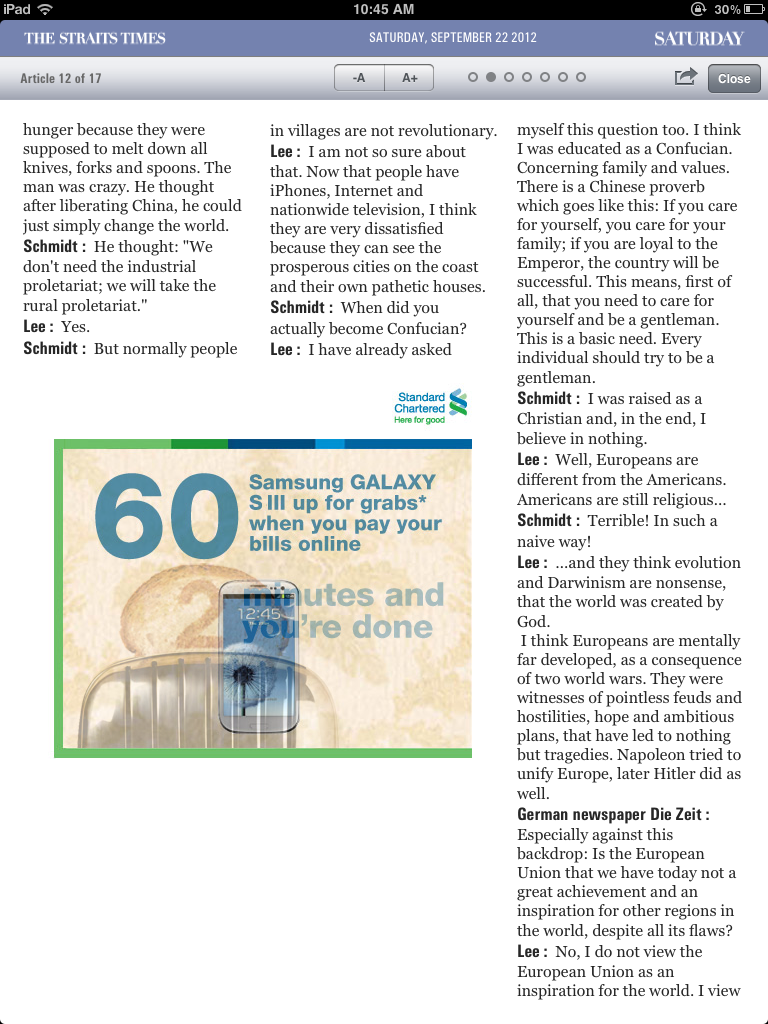 iPad
10:45 AM
30%
THE STRAITS TIMES
SATURDAY, SEPTEMBER 22 2012
SATURDAY
Article 12 of 17
-A
A+
Close
hunger because they were
supposed to melt down all
knives, forks and spoons. The
man was crazy. He thought
after liberating China, he could
just simply change the world.
Schmidt : He thought: "We
don't need the industrial
proletariat; we will take the
rural proletariat."
Lee : Yes.
Schmidt : But normally people
in villages are not revolutionary.
Lee : I am not so sure about
that. Now that people have
iPhones, Internet and
nationwide television, I think
they are very dissatisfied
because they can see the
prosperous cities on the coast
and their own pathetic houses.
Schmidt : When did you
actually become Confucian?
Lee : I have already asked
myself this question too. I think
I was educated as a Confucian.
Concerning family and values.
There is a Chinese proverb
which goes like this: If you care
for yourself, you care for your
family; if you are loyal to the
Emperor, the country will be
successful. This means, first of
all, that you need to care for
yourself and be a gentleman.
This is a basic need. Every
individual should try to be a
gentleman.
Schmidt : I was raised as a
Christian and, in the end, I
believe in nothing.
Lee : Well, Europeans are
different from the Americans.
Americans are still religious...
Schmidt : Terrible! In such a
naive way!
Lee : ...and they think evolution
and Darwinism are nonsense,
that the world was created by
God.
I think Europeans are mentally
far developed, as a consequence
of two world wars. They were
witnesses of pointless feuds and
hostilities, hope and ambitious
plans, that have led to nothing
but tragedies. Napoleon tried to
unify Europe, later Hitler did as
well.
German newspaper Die Zeit :
Especially against this
backdrop: Is the European
Union that we have today not a
great achievement and an
inspiration for other regions in
the world, despite all its flaws?
Lee : No, I do not view the
European Union as an
inspiration for the world. I view
Standard
Chartered
Here for good
60
Samsung GALAXY
S III up for grabs*
when you pay your
bills online
2
minutes and
you're done
12:45